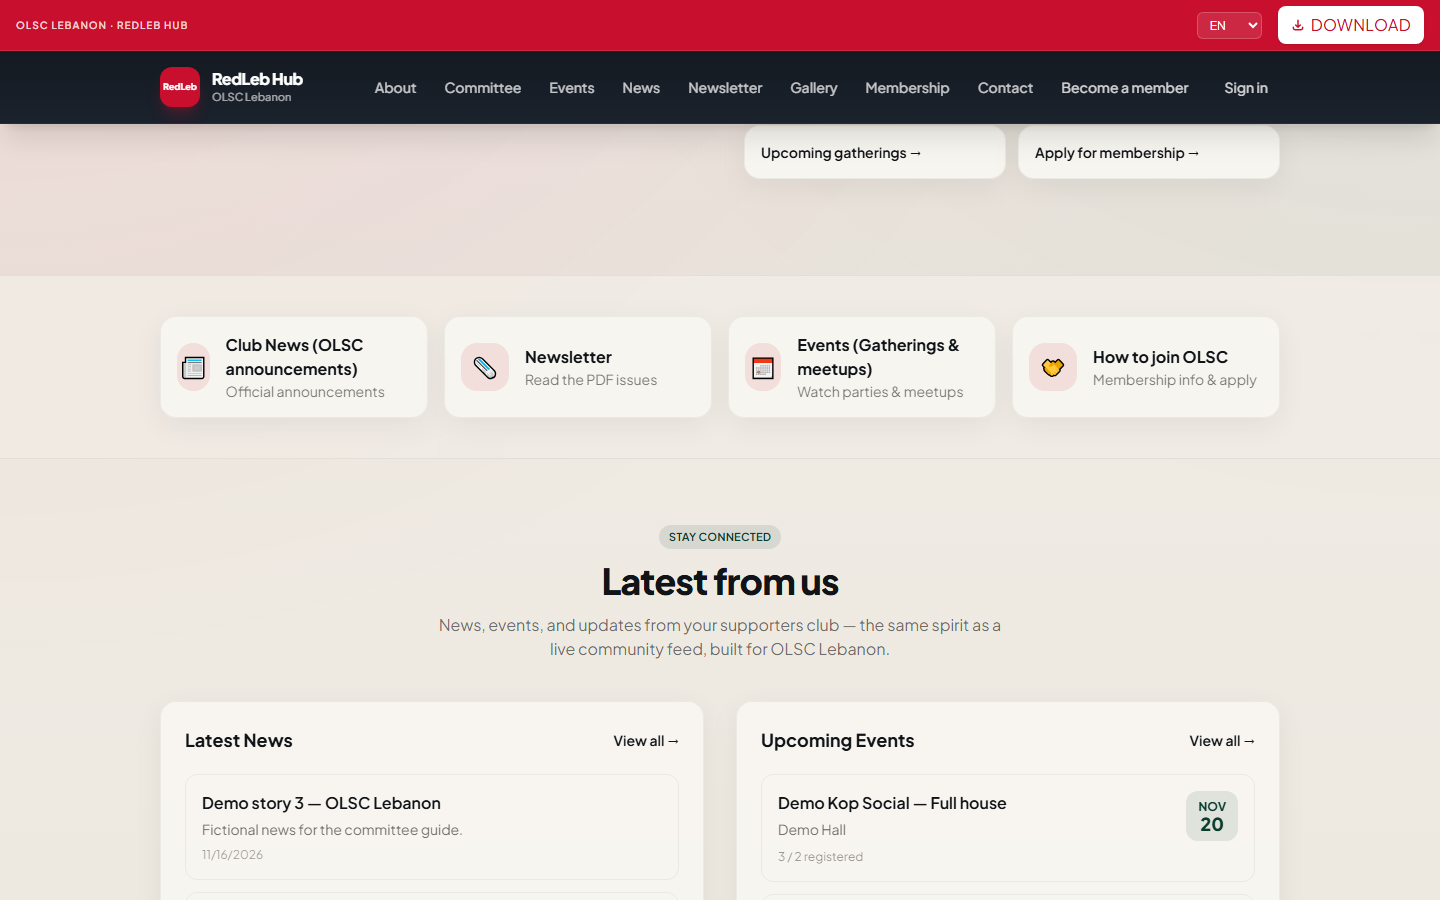 OLSC LEBANON · REDLEB HUB
EN
DOWNLOAD
RedLeb
RedLeb Hub
OLSC Lebanon
About
Committee
Events
News
Newsletter
Gallery
Membership
Contact
Become a member
Sign in
Upcoming gatherings →
Apply for membership →
Club News (OLSC
announcements)
Official announcements
Newsletter
Read the PDF issues
Events (Gatherings &
meetups)
Watch parties & meetups
How to join OLSC
Membership info & apply
STAY CONNECTED
Latest from us
News, events, and updates from your supporters club — the same spirit as a
live community feed, built for OLSC Lebanon.
Latest News
View all →
Demo story 3 — OLSC Lebanon
Fictional news for the committee guide.
11/16/2026
Upcoming Events
View all →
Demo Kop Social — Full house
Demo Hall
3 / 2 registered
NOV
20